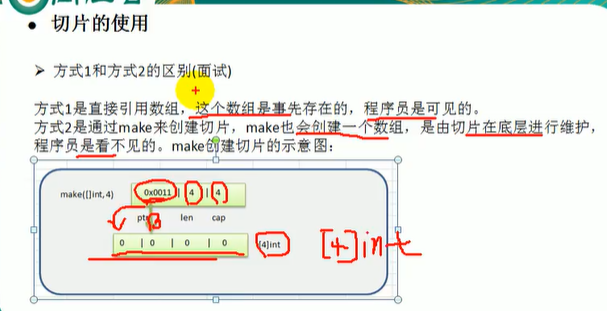 切片的使用
方式1和方式2的区别(面试)
方式1是直接引用数组，这个数组是事先存在的，程序员是可见的。
方式2是通过make来创建切片，make也会创建一个数组，是由切片在底层进行维护，
程序员是看不见的。make创建切片的示意图：
make([]int,4) 0x0011 | 4 | 4
ptr len cap
0 | 0 | 0 | 0 [4]int [4]int